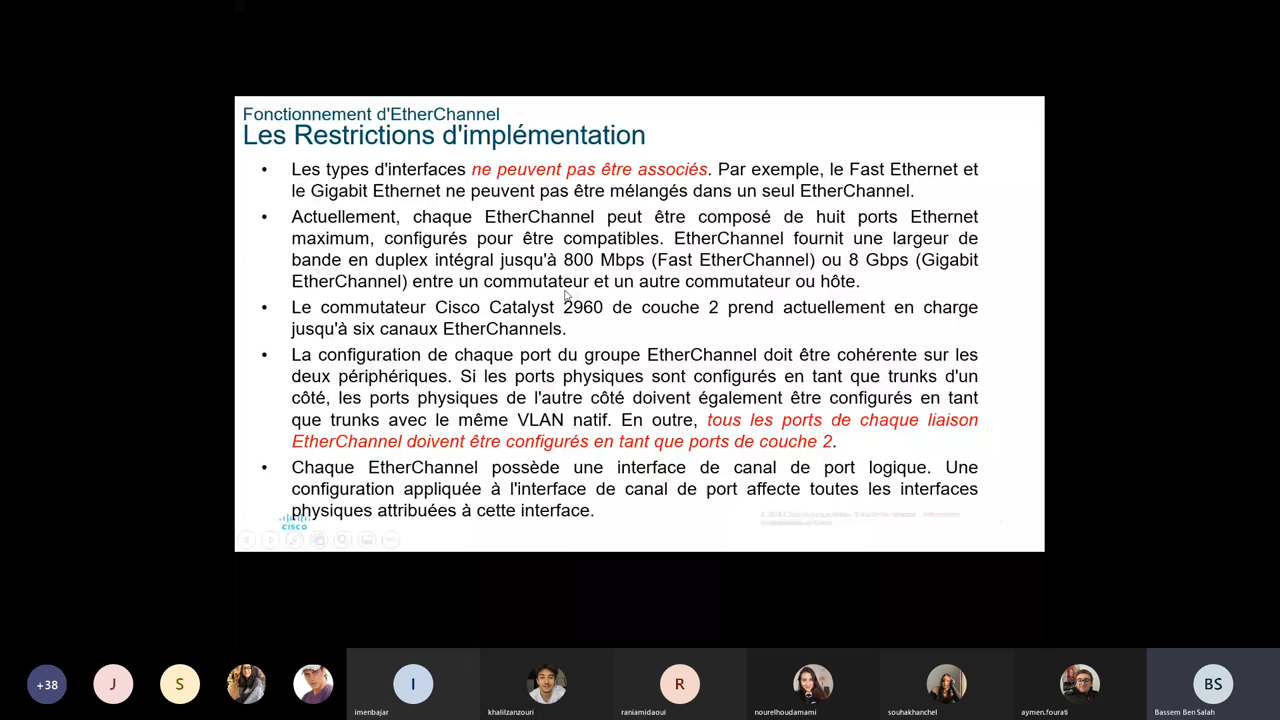 Fonctionnement d'EtherChannel
Les Restrictions d'implémentation
• Les types d'interfaces ne peuvent pas être associés. Par exemple, le Fast Ethernet et
le Gigabit Ethernet ne peuvent pas être mélangés dans un seul EtherChannel.
• Actuellement, chaque EtherChannel peut être composé de huit ports Ethernet
maximum, configurés pour être compatibles. EtherChannel fournit une largeur de
bande en duplex intégral jusqu'à 800 Mbps (Fast EtherChannel) ou 8 Gbps (Gigabit
EtherChannel) entre un commutateur et un autre commutateur ou hôte.
• Le commutateur Cisco Catalyst 2960 de couche 2 prend actuellement en charge
jusqu'à six canaux EtherChannels.
• La configuration de chaque port du groupe EtherChannel doit être cohérente sur les
deux périphériques. Si les ports physiques sont configurés en tant que trunks d'un
côté, les ports physiques de l'autre côté doivent également être configurés en tant
que trunks avec le même VLAN natif. En outre, tous les ports de chaque liaison
EtherChannel doivent être configurés en tant que ports de couche 2.
• Chaque EtherChannel possède une interface de canal de port logique. Une
configuration appliquée à l'interface de canal de port affecte toutes les interfaces
physiques attribuées à cette interface.
CISCO
+38
J
S
I
R
BS
imenbajar
khalilzanzouri
raniamidaoui
nourelhoudamami
souhakhanchel
aymen.fourati
Bassem Ben Salah